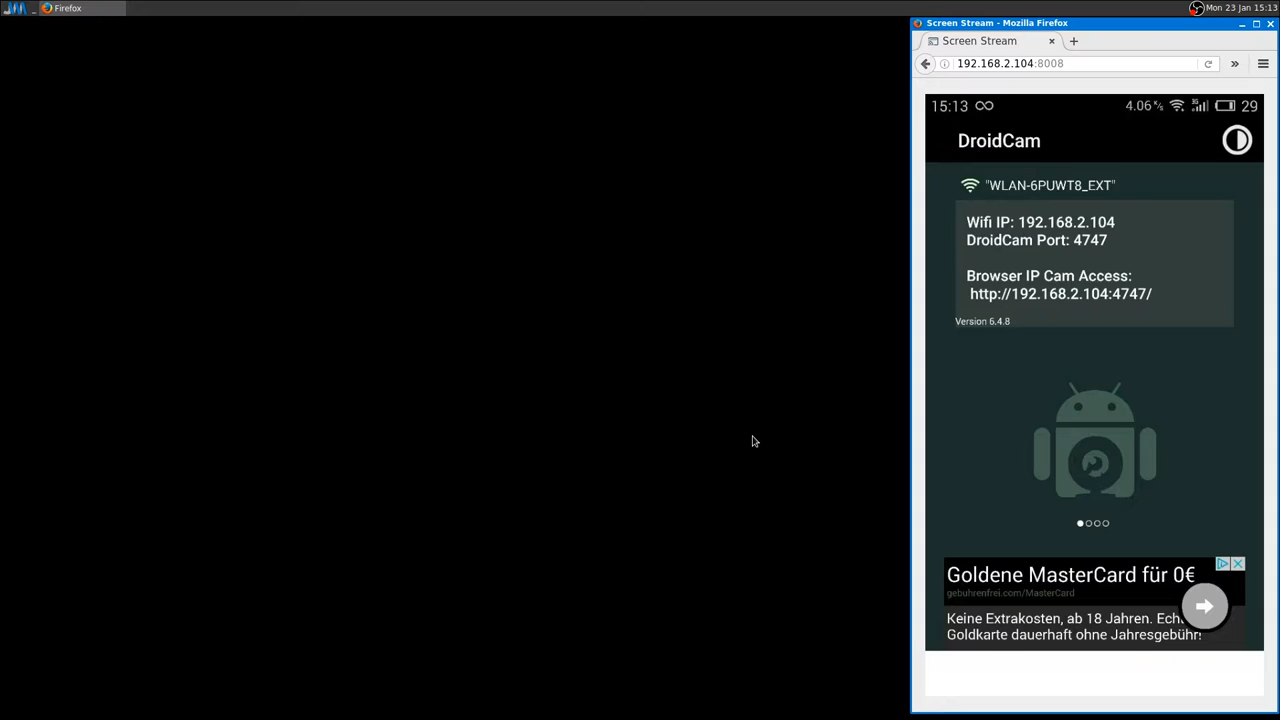 Firefox
Mon 23 Jan 15:13
Screen Stream - Mozilla Firefox
Screen Stream
192.168.2.104:8008
15:13
4.06 K/s
3G
29
DroidCam
"WLAN-6PUWT8_EXT"
Wifi IP: 192.168.2.104
DroidCam Port: 4747
Browser IP Cam Access:
http://192.168.2.104:4747/
Version 6.4.8
Goldene MasterCard für 0€
gebuhrenfrei.com/MasterCard
Keine Extrakosten, ab 18 Jahren.
Goldkarte dauerhaft ohne Jahresgebühr!